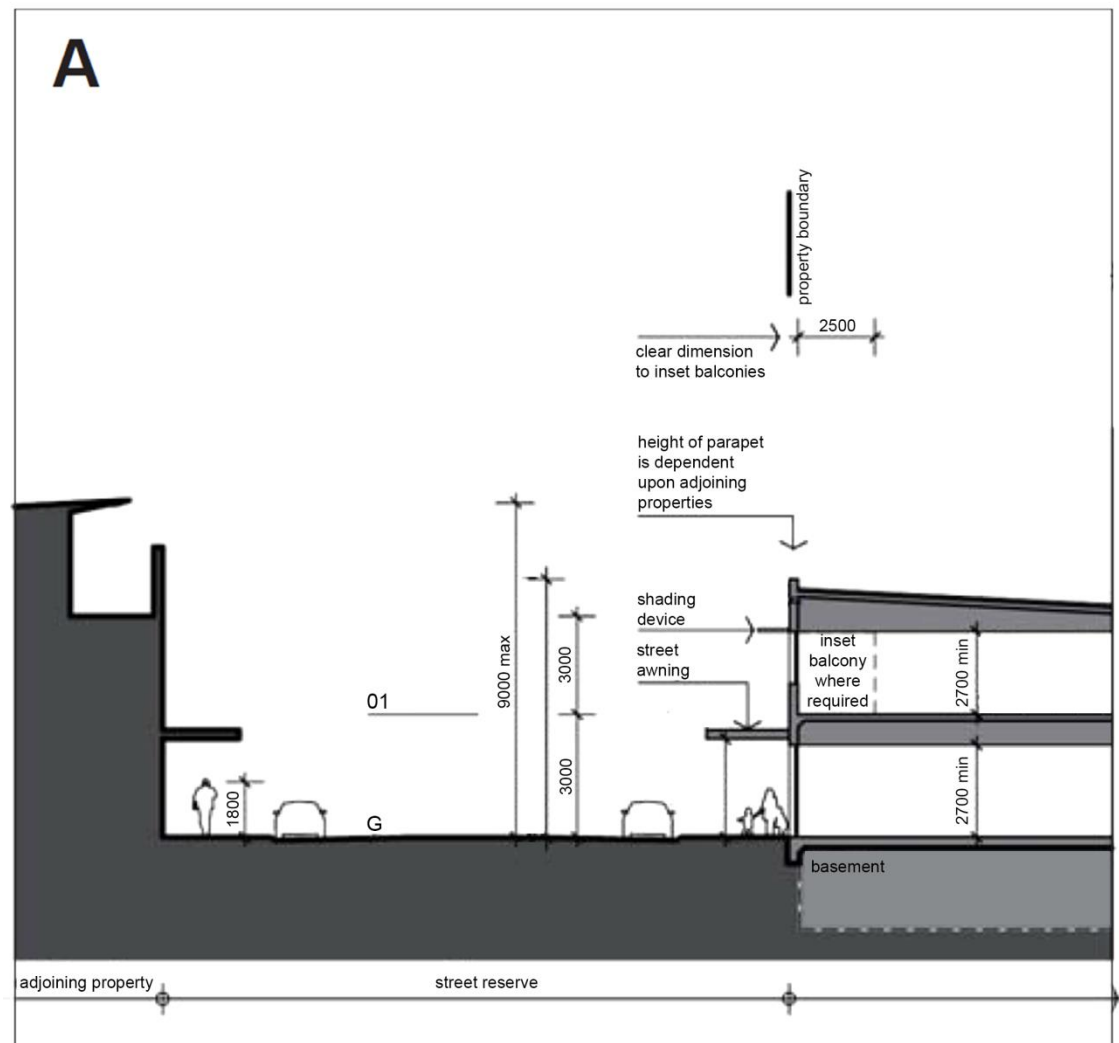 A
property boundary
2500
clear dimension
to inset balconies
height of parapet
is dependent
upon adjoining
properties
shading
device
street
awning
inset
balcony
where
required
2700 min
9000 max
3000
01
3000
2700 min
1800
G
basement
adjoining property
street reserve